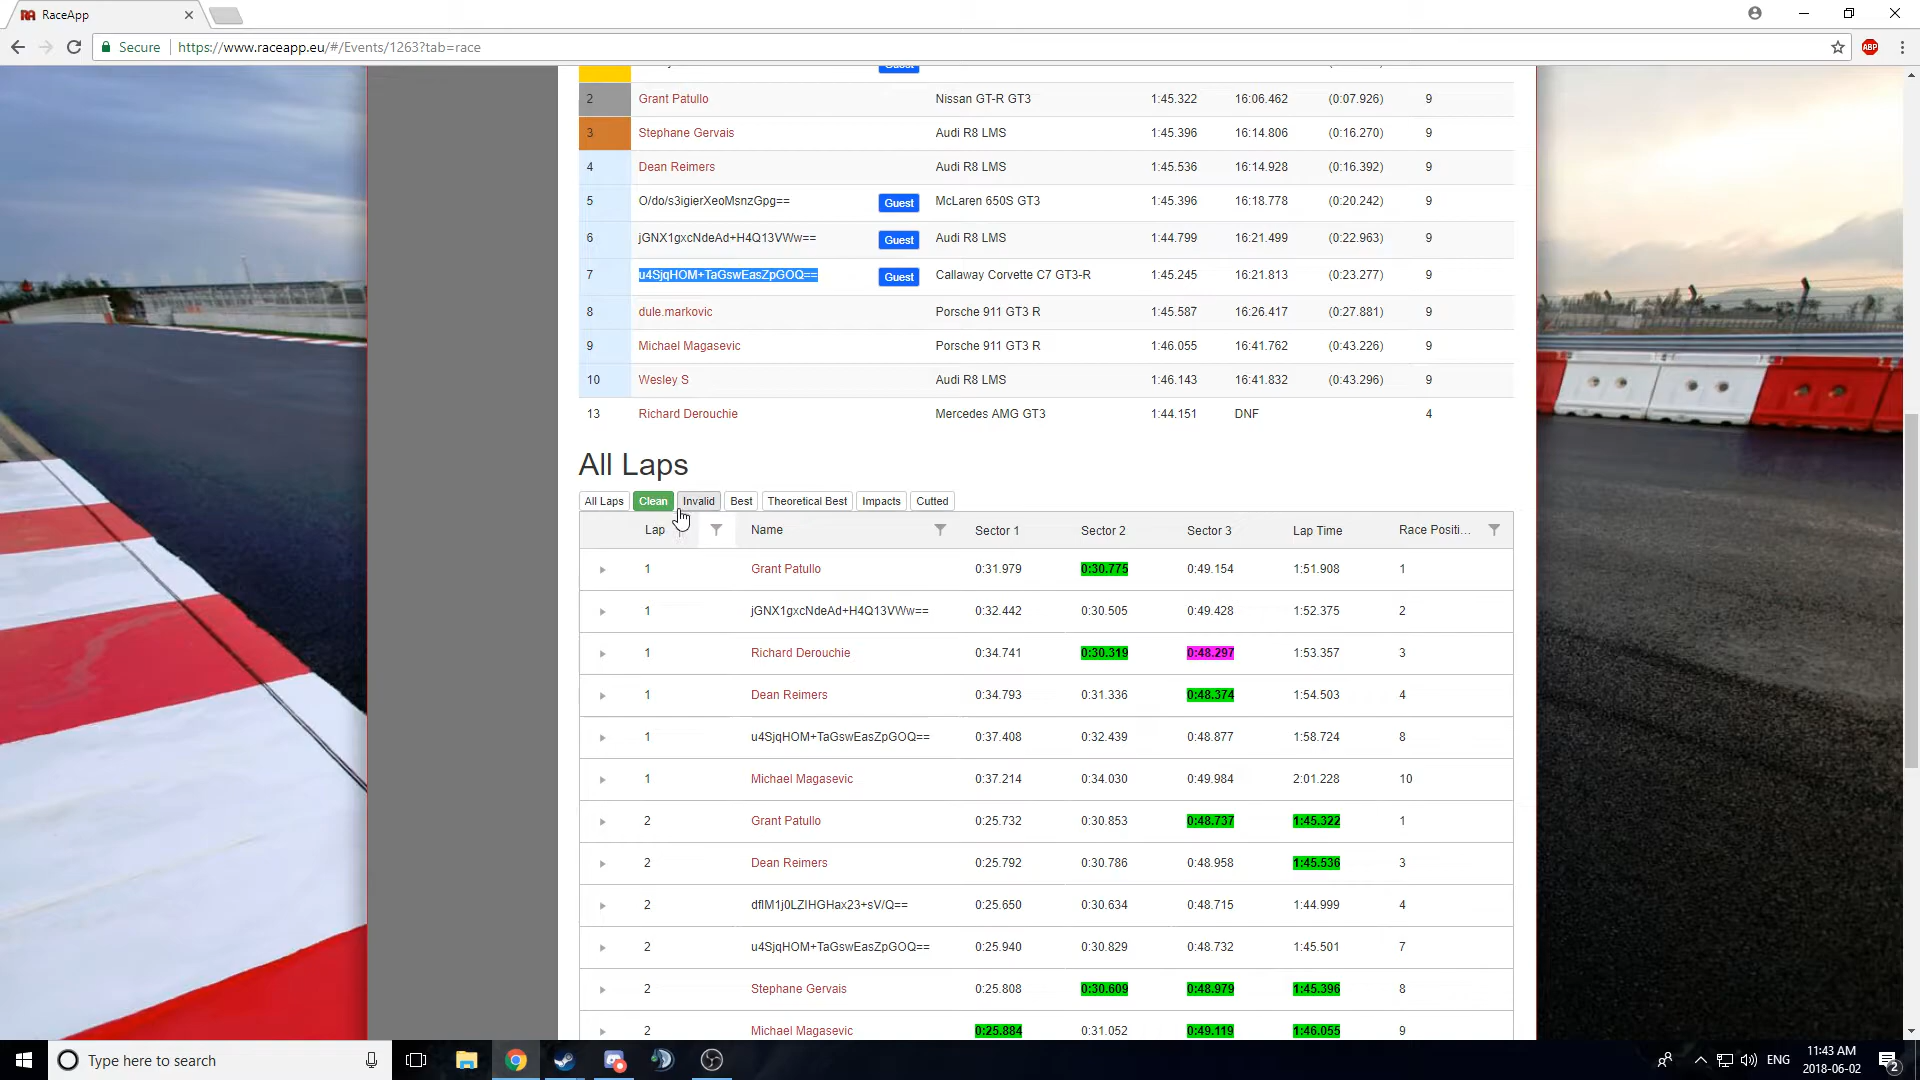 RaceApp
Secure https://www.raceapp.eu/#/Events/1263?tab=race
ABP
Guest
2 Grant Patullo Nissan GT-R GT3 1:45.322 16:06.462 (0:07.926) 9
3 Stephane Gervais Audi R8 LMS 1:45.396 16:14.806 (0:16.270) 9
4 Dean Reimers Audi R8 LMS 1:45.536 16:14.928 (0:16.392) 9
5 O/do/s3igierXeoMsnzGpg== Guest McLaren 650S GT3 1:45.396 16:18.778 (0:20.242) 9
6 jGNX1gxcNdeAd+H4Q13VWw== Guest Audi R8 LMS 1:44.799 16:21.499 (0:22.963) 9
7 u4SjqHOM+TaGswEasZpGOQ== Guest Callaway Corvette C7 GT3-R 1:45.245 16:21.813 (0:23.277) 9
8 dule.markovic Porsche 911 GT3 R 1:45.587 16:26.417 (0:27.881) 9
9 Michael Magasevic Porsche 911 GT3 R 1:46.055 16:41.762 (0:43.226) 9
10 Wesley S Audi R8 LMS 1:46.143 16:41.832 (0:43.296) 9
13 Richard Derouchie Mercedes AMG GT3 1:44.151 DNF 4
All Laps
All Laps Clean Invalid Best Theoretical Best Impacts Cutted
Lap Name Sector 1 Sector 2 Sector 3 Lap Time Race Positi...
1 Grant Patullo 0:31.979 0:30.775 0:49.154 1:51.908 1
1 jGNX1gxcNdeAd+H4Q13VWw== 0:32.442 0:30.505 0:49.428 1:52.375 2
1 Richard Derouchie 0:34.741 0:30.319 0:48.297 1:53.357 3
1 Dean Reimers 0:34.793 0:31.336 0:48.374 1:54.503 4
1 u4SjqHOM+TaGswEasZpGOQ== 0:37.408 0:32.439 0:48.877 1:58.724 8
1 Michael Magasevic 0:37.214 0:34.030 0:49.984 2:01.228 10
2 Grant Patullo 0:25.732 0:30.853 0:48.737 1:45.322 1
2 Dean Reimers 0:25.792 0:30.786 0:48.958 1:45.536 3
2 dflM1j0LZIHGHax23+sV/Q== 0:25.650 0:30.634 0:48.715 1:44.999 4
2 u4SjqHOM+TaGswEasZpGOQ== 0:25.940 0:30.829 0:48.732 1:45.501 7
2 Stephane Gervais 0:25.808 0:30.609 0:48.979 1:45.396 8
2 Michael Magasevic 0:25.884 0:31.052 0:49.119 1:46.055 9
Type here to search
ENG
11:43 AM
2018-06-02
2